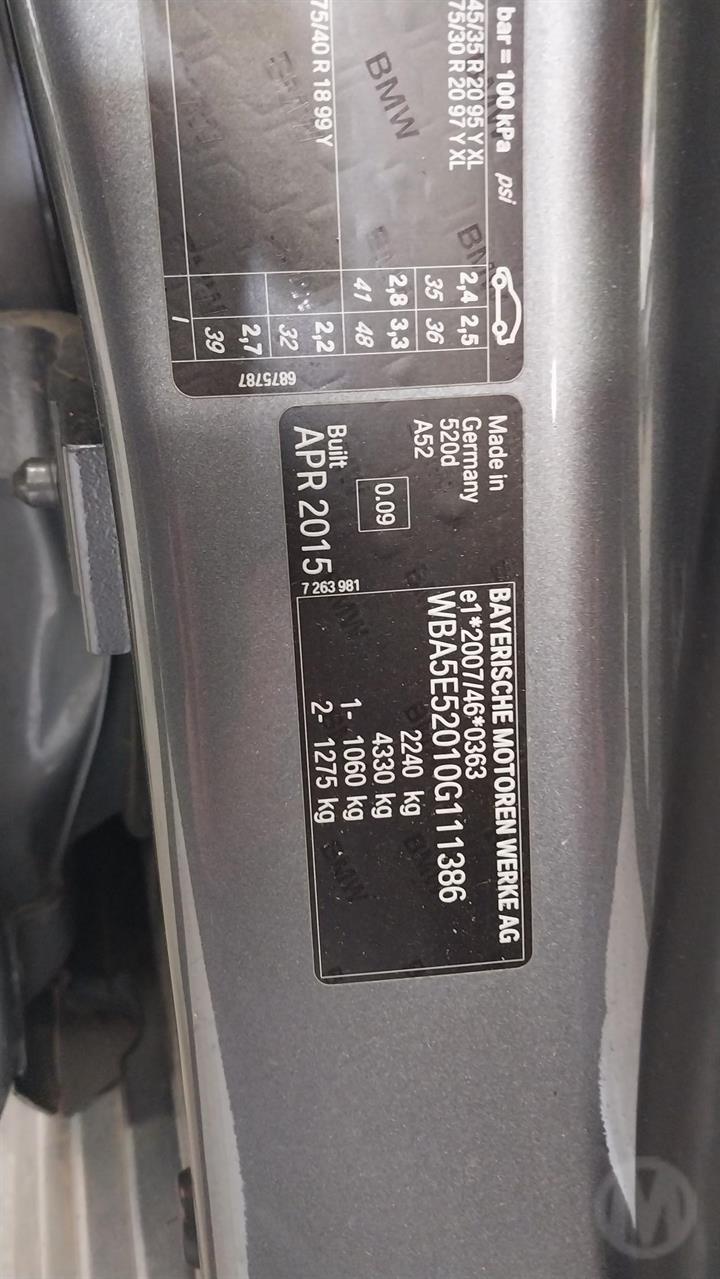 bar = 100 kPa psi
45/35 R 20 95 Y XL
75/30 R 20 97 Y XL
2,4 2,5
35 36
2,8 3,3
41 48
75/40 R 18 99 Y
2,2
32
2,7
39
/
6875787
Made in
Germany
520d
A52
0.09
Built
APR 2015
7 263 981
BAYERISCHE MOTOREN WERKE AG
e1*2007/46*0363
WBA5E52010G111386
2240 kg
4330 kg
1- 1060 kg
2- 1275 kg
BMW
M